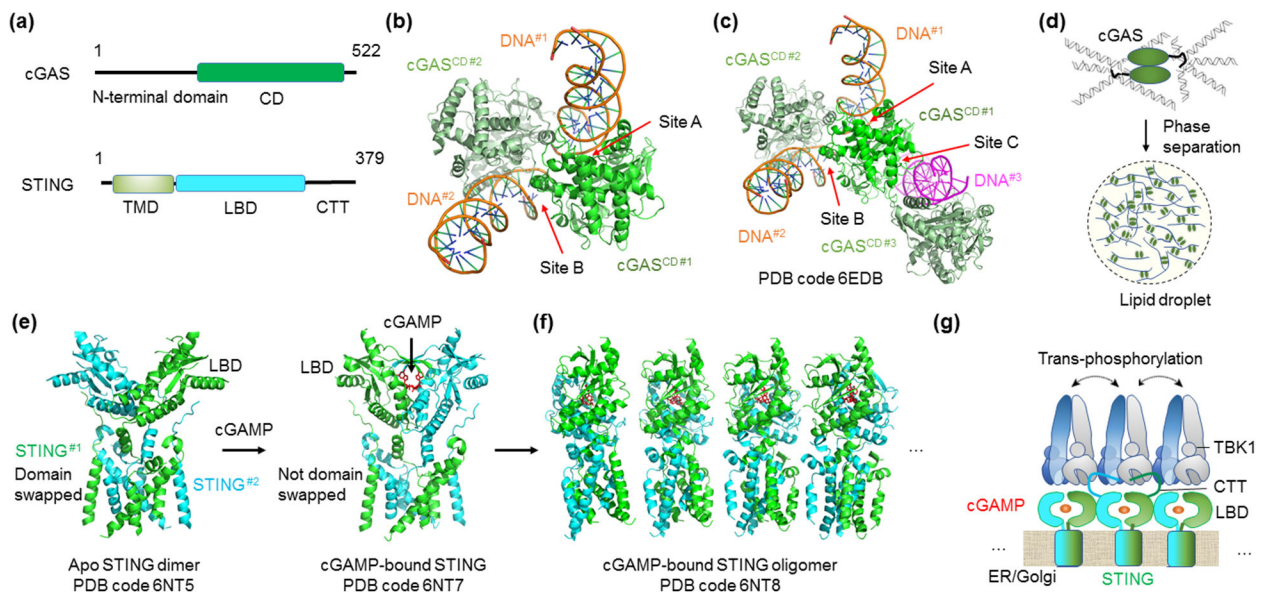 (a)
1
522
cGAS
N-terminal domain
CD
1
379
STING
TMD
LBD
CTT
(b)
DNA#1
cGASCD #2
Site A
DNA#2
Site B
cGASCD#1
(c)
DNA#1
cGASCD#2
Site A
cGASCD#1
Site C
DNA#3
Site B
DNA#2
cGASCD#3
PDB code 6EDB
(d)
cGAS
Phase
separation
Lipid droplet
(e)
LBD
STING#1
Domain
swapped
STING#2
cGAMP
Apo STING dimer
PDB code 6NT5
cGAMP
LBD
Not domain
swapped
cGAMP-bound STING
PDB code 6NT7
(f)
...
cGAMP-bound STING oligomer
PDB code 6NT8
(g)
Trans-phosphorylation
TBK1
CTT
cGAMP
LBD
...
...
ER/Golgi
STING